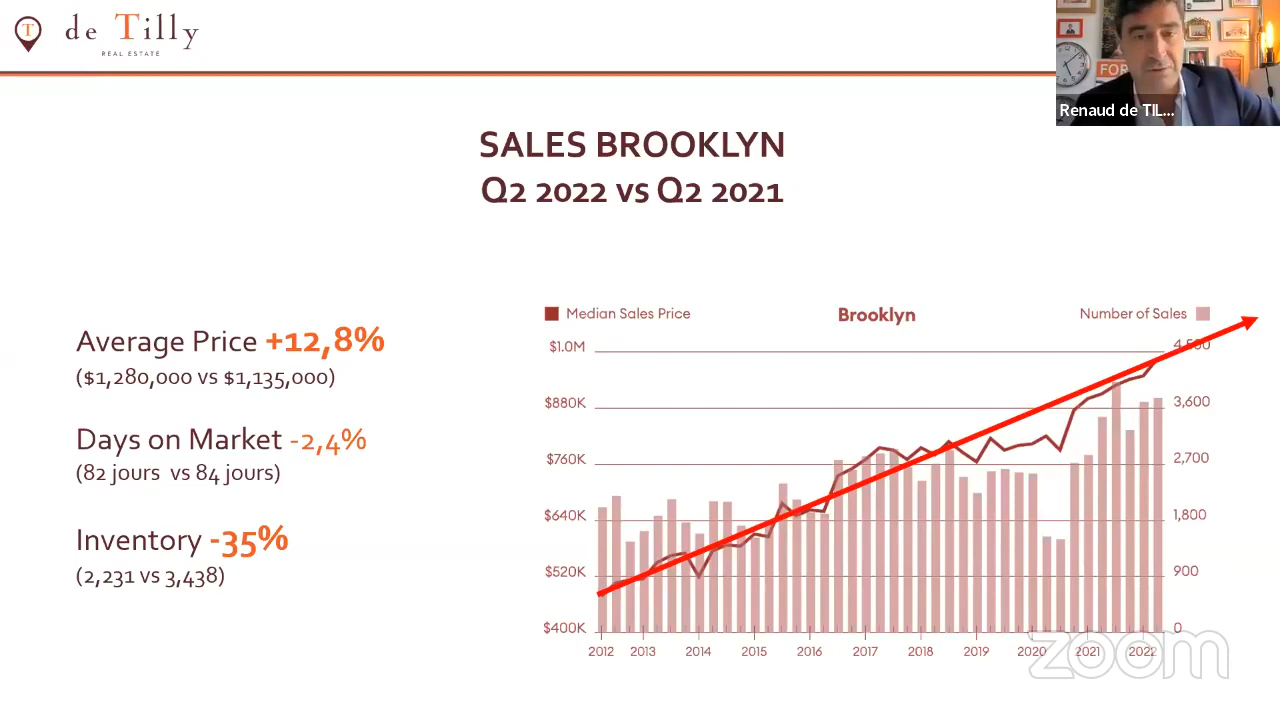 T
de Tilly
REAL ESTATE
FOR
Renaud de TIL...
SALES BROOKLYN
Q2 2022 vs Q2 2021
Average Price +12,8%
($1,280,000 vs $1,135,000)
Days on Market -2,4%
(82 jours vs 84 jours)
Inventory -35%
(2,231 vs 3,438)
Median Sales Price
Brooklyn
Number of Sales
$1.0M
4,500
$880K
3,600
$760K
2,700
$640K
1,800
$520K
900
$400K
0
2012 2013 2014 2015 2016 2017 2018 2019 2020 2021 2022
zoom